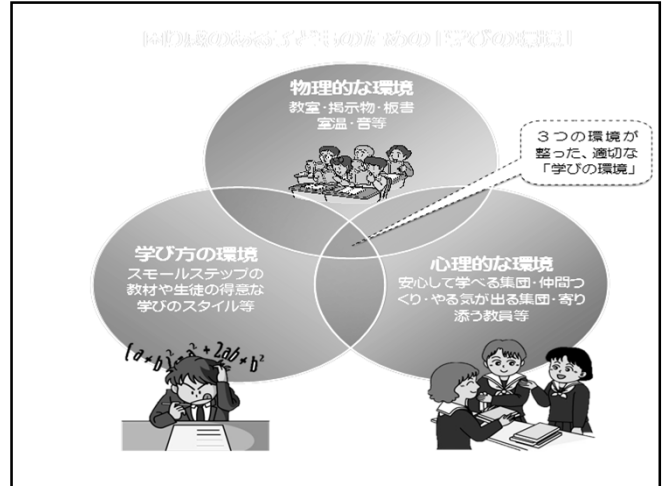 物理的な環境
教室・掲示物・板書
室温・音等
３つの環境が
整った、適切な
「学びの環境」
学び方の環境
スモールステップの
教材や生徒の得意な
学びのスタイル等
心理的な環境
安心して学べる集団・仲間つ
くり・やる気が出る集団・寄り
添う教員等